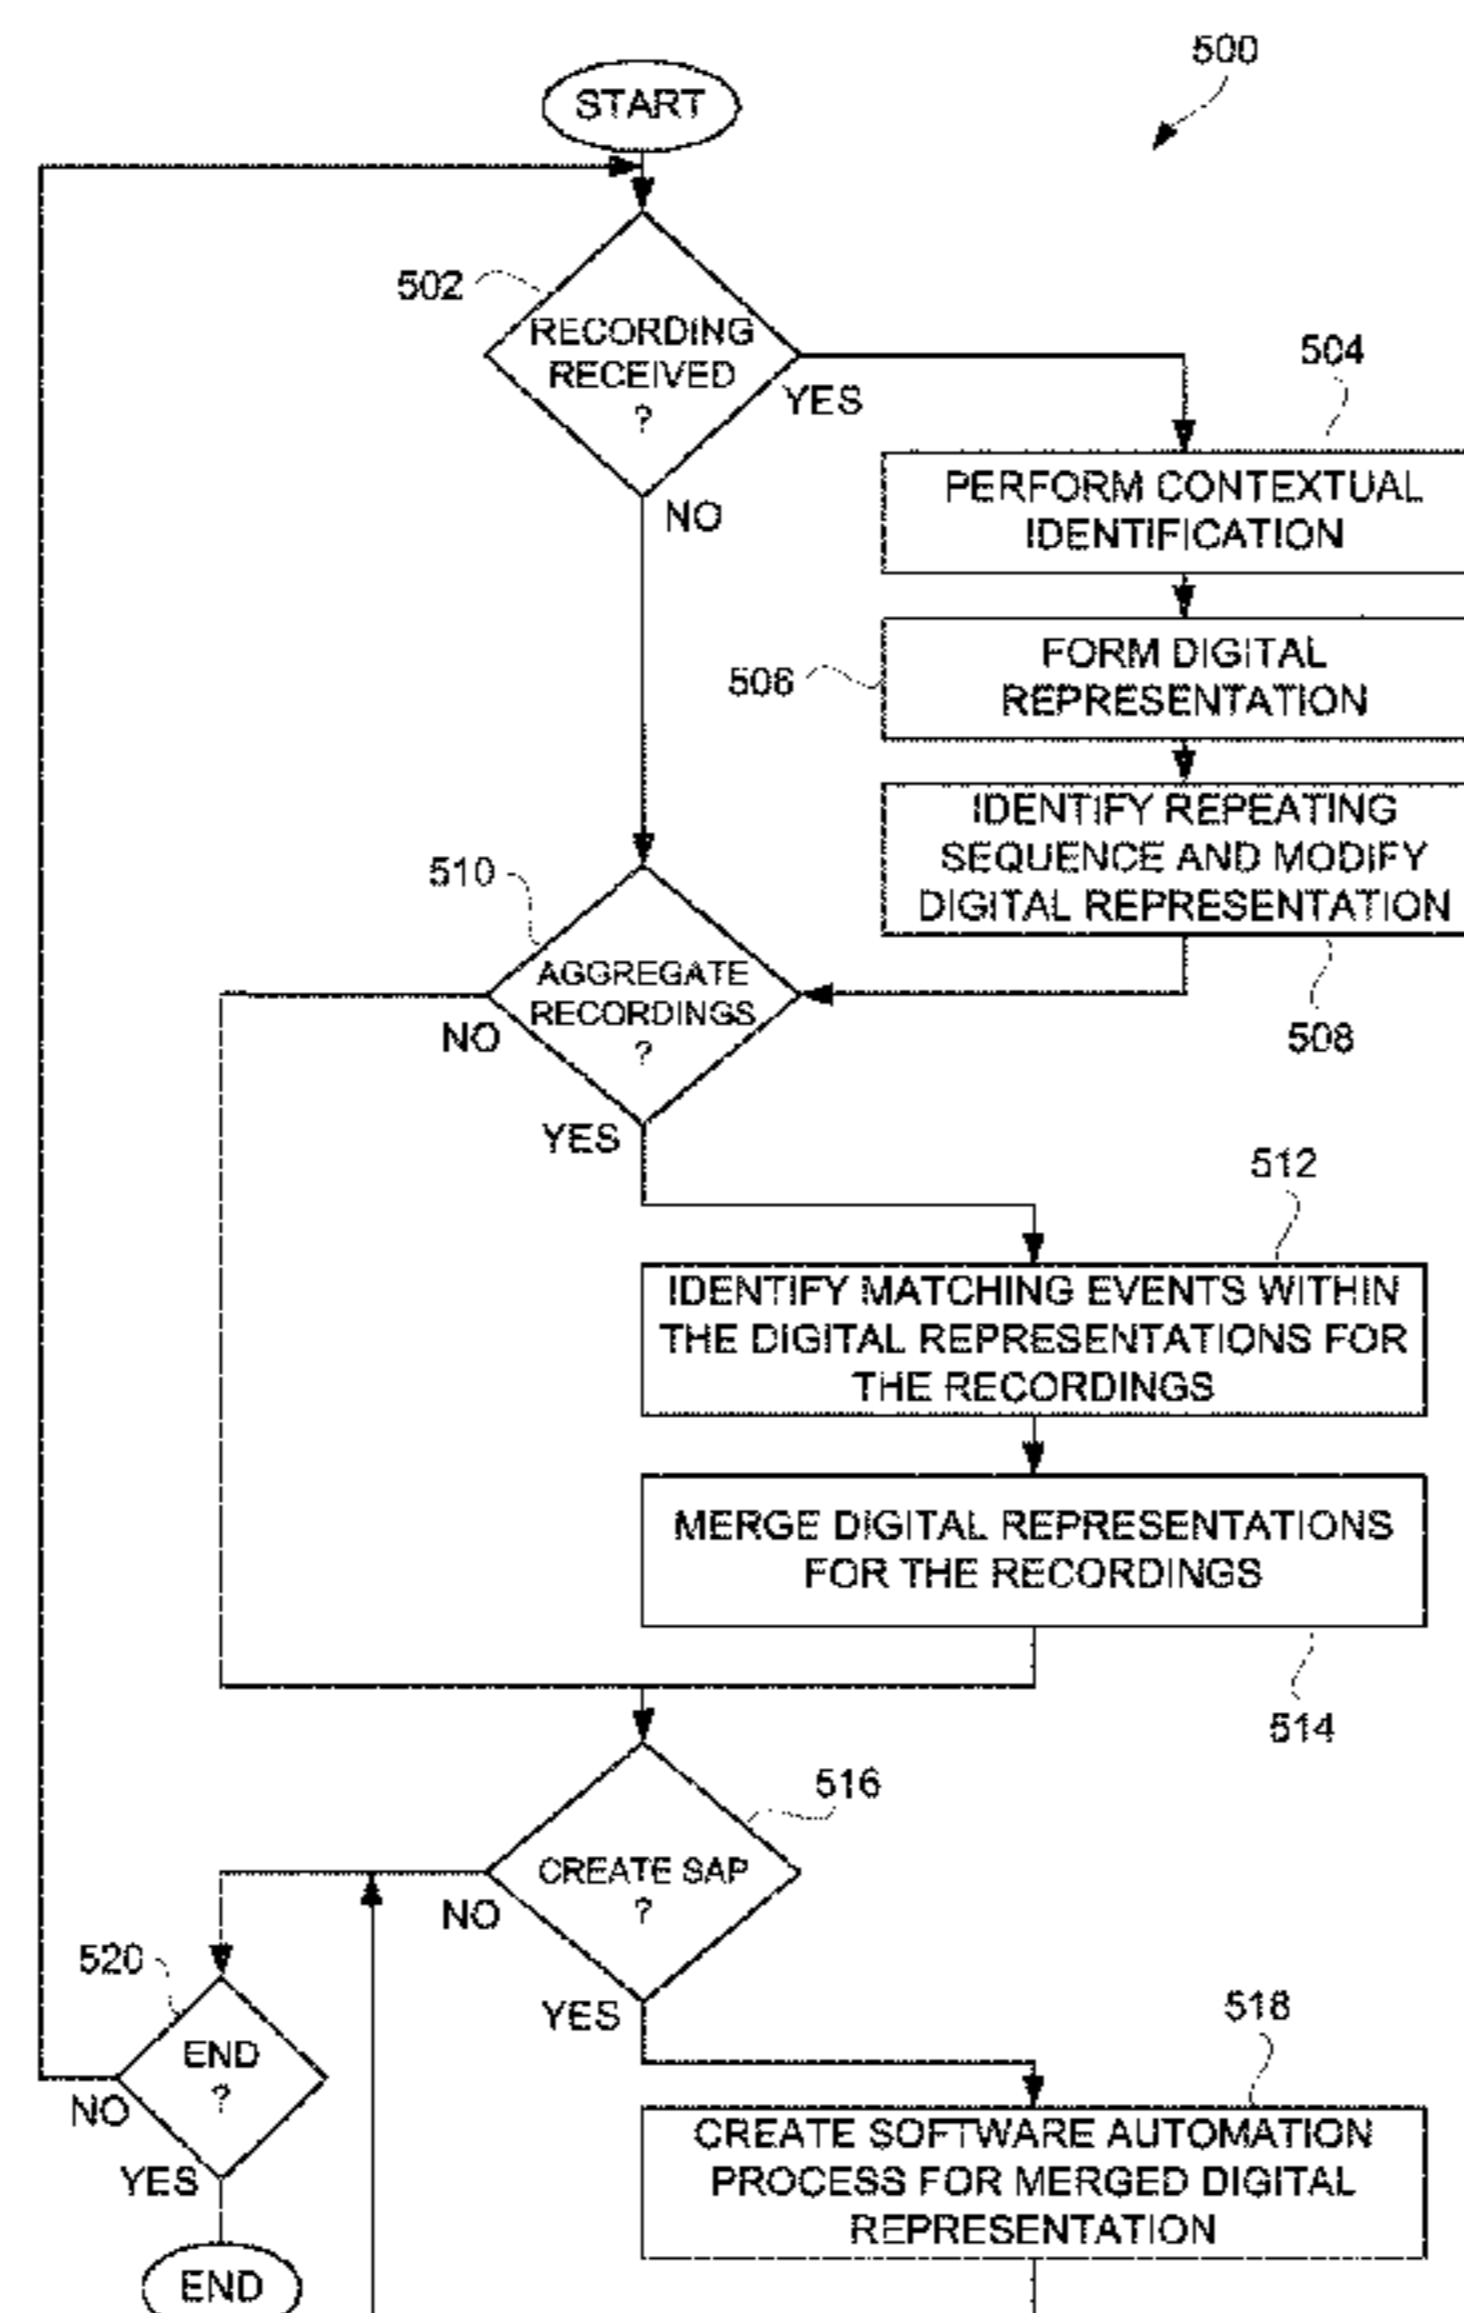 500
START
502
RECORDING
RECEIVED
?
YES
NO
504
PERFORM CONTEXTUAL
IDENTIFICATION
506
FORM DIGITAL
REPRESENTATION
IDENTIFY REPEATING
SEQUENCE AND MODIFY
DIGITAL REPRESENTATION
508
510
AGGREGATE
RECORDINGS
?
NO
YES
512
IDENTIFY MATCHING EVENTS WITHIN
THE DIGITAL REPRESENTATIONS FOR
THE RECORDINGS
MERGE DIGITAL REPRESENTATIONS
FOR THE RECORDINGS
514
516
CREATE SAP
?
NO
YES
520
END
?
NO
YES
END
518
CREATE SOFTWARE AUTOMATION
PROCESS FOR MERGED DIGITAL
REPRESENTATION